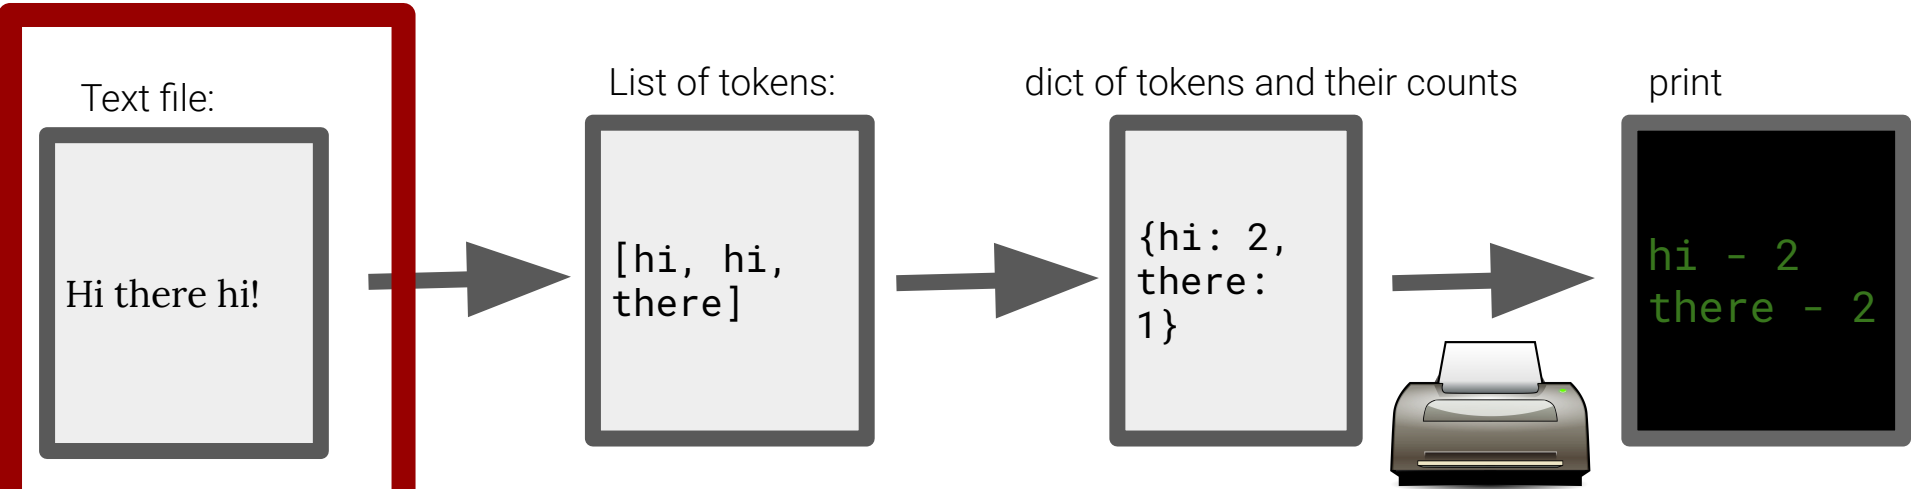 Text file:
Hi there hi!
List of tokens:
[hi, hi,
there]
dict of tokens and their counts
{hi: 2,
there:
1}
print
hi - 2
there - 2